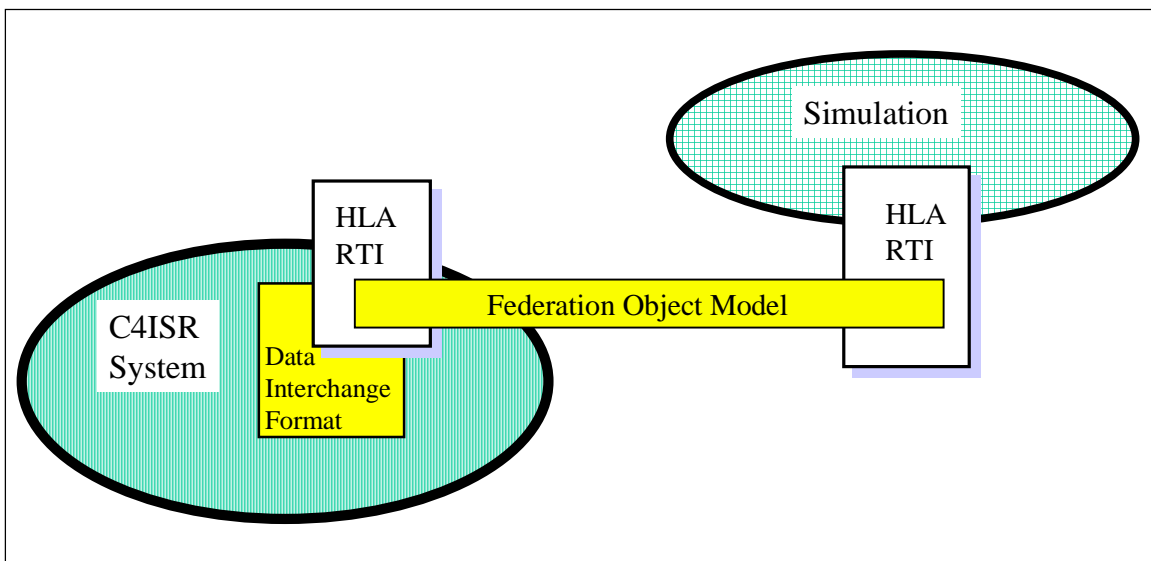 Simulation
HLA
RTI
HLA
RTI
Federation Object Model
C4ISR
System
Data
Interchange
Format